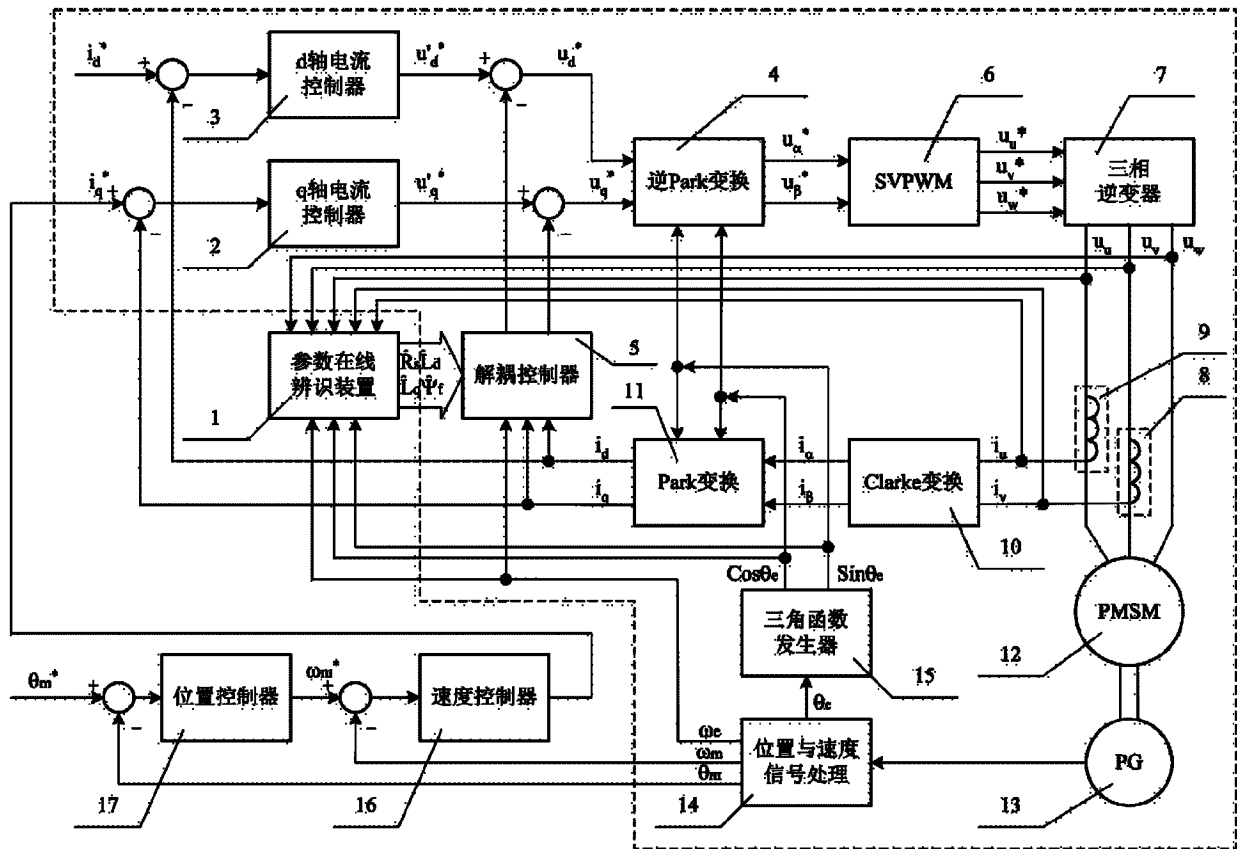 i_d*
+
−
d轴电流
控制器
3
u'_d*
+
−
u_d*
4
6
7
i_q*
+
−
q轴电流
控制器
2
u'_q*
+
−
u_q*
逆Park变换
u_α*
u_β*
SVPWM
u_u*
u_v*
u_w*
三相
逆变器
u_u
u_v
u_w
参数在线
辨识装置
1
R̂_s L̂_d
L̂_q Ψ̂_f
解耦控制器
5
11
9
8
i_d
i_q
Park变换
i_α
i_β
Clarke变换
i_u
i_v
10
Cosθe
Sinθe
三角函数
发生器
15
PMSM
12
θm*
+
−
位置控制器
17
ωm*
+
−
速度控制器
16
θe
ωe
ωm
θm
位置与速度
信号处理
14
PG
13